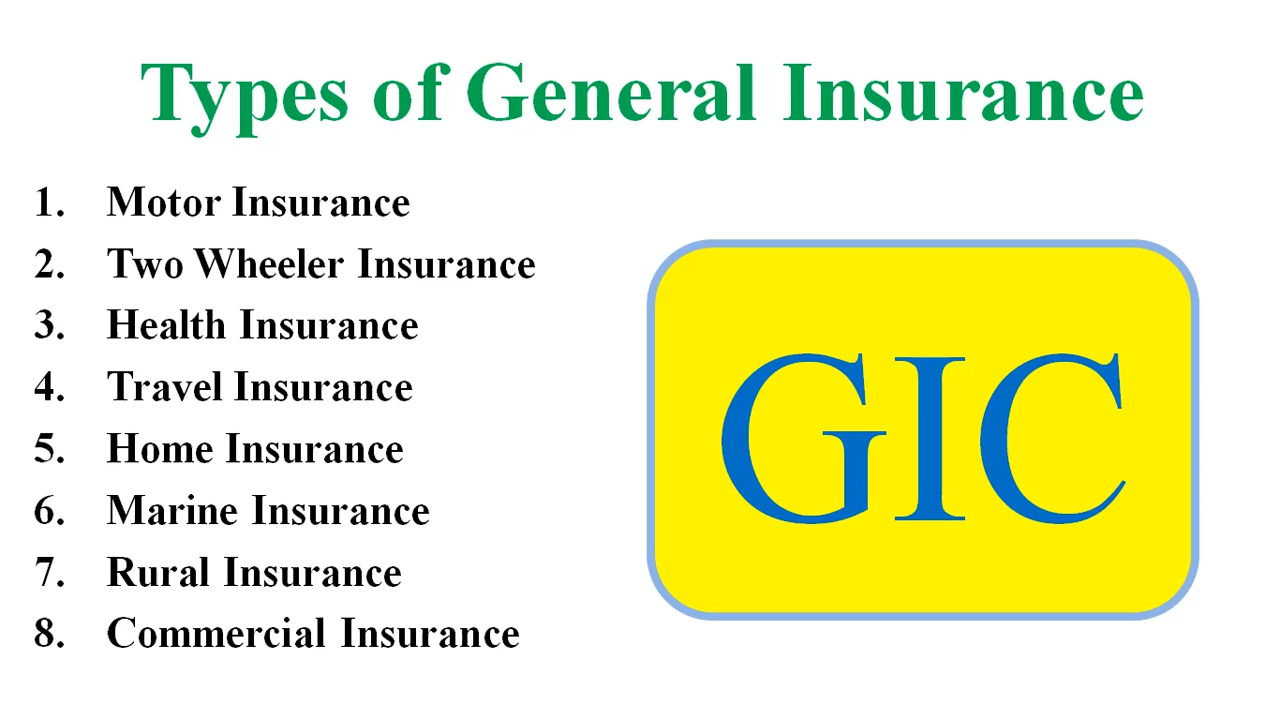 Types of General Insurance
1. Motor Insurance
2. Two Wheeler Insurance
3. Health Insurance
4. Travel Insurance
5. Home Insurance
6. Marine Insurance
7. Rural Insurance
8. Commercial Insurance
GIC